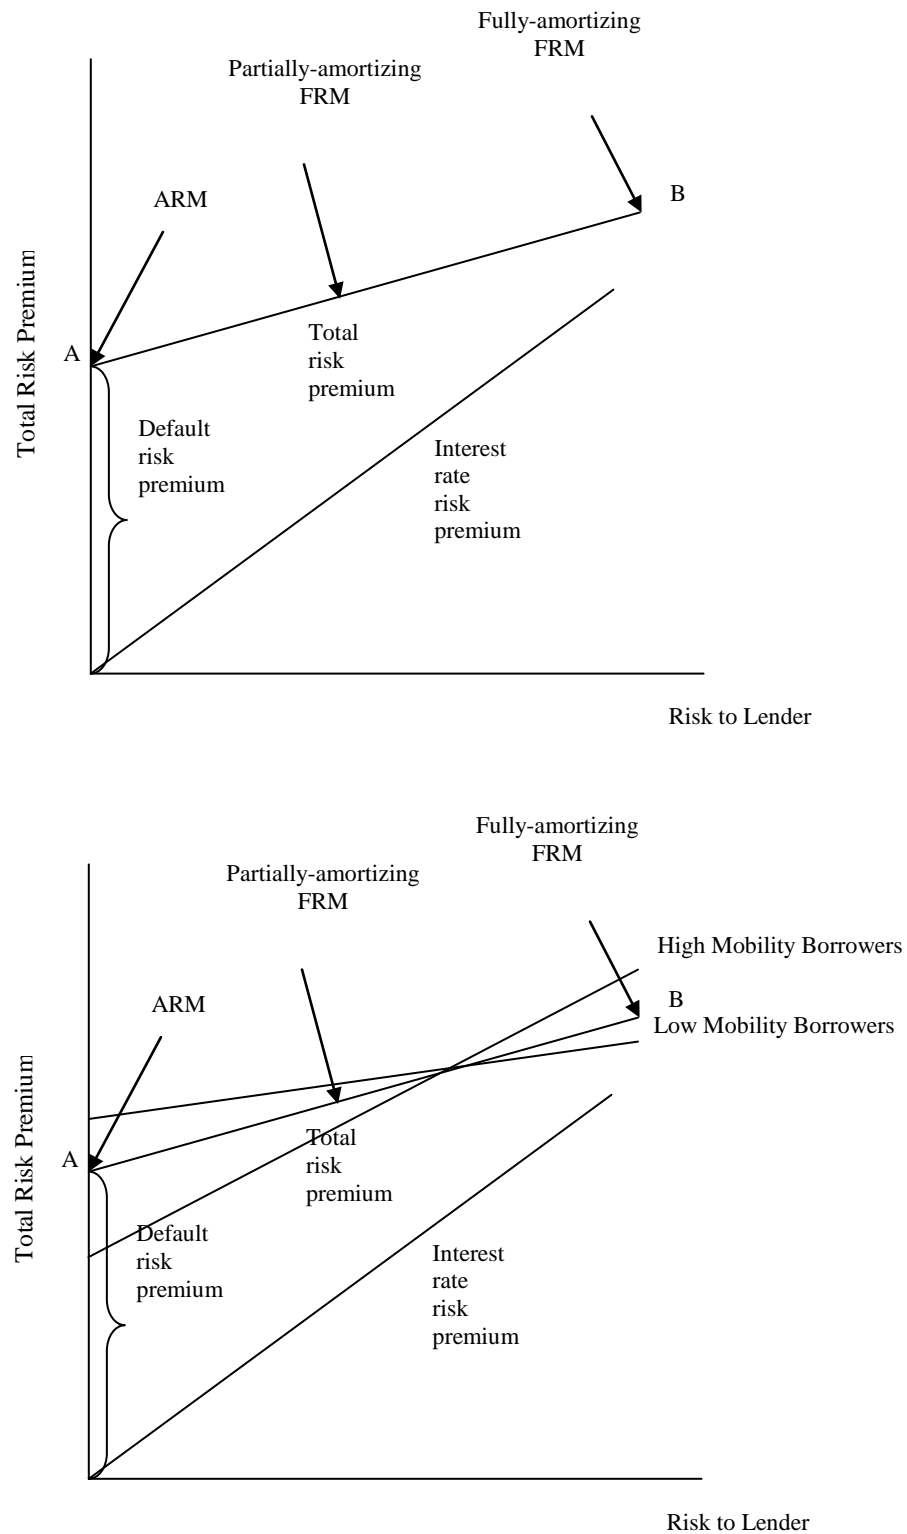 Fully-amortizing
FRM
Partially-amortizing
FRM
ARM
B
Total Risk Premium
A
Total
risk
premium
Default
risk
premium
Interest
rate
risk
premium
Risk to Lender
Fully-amortizing
FRM
Partially-amortizing
FRM
High Mobility Borrowers
ARM
B
Low Mobility Borrowers
Total Risk Premium
A
Total
risk
premium
Default
risk
premium
Interest
rate
risk
premium
Risk to Lender